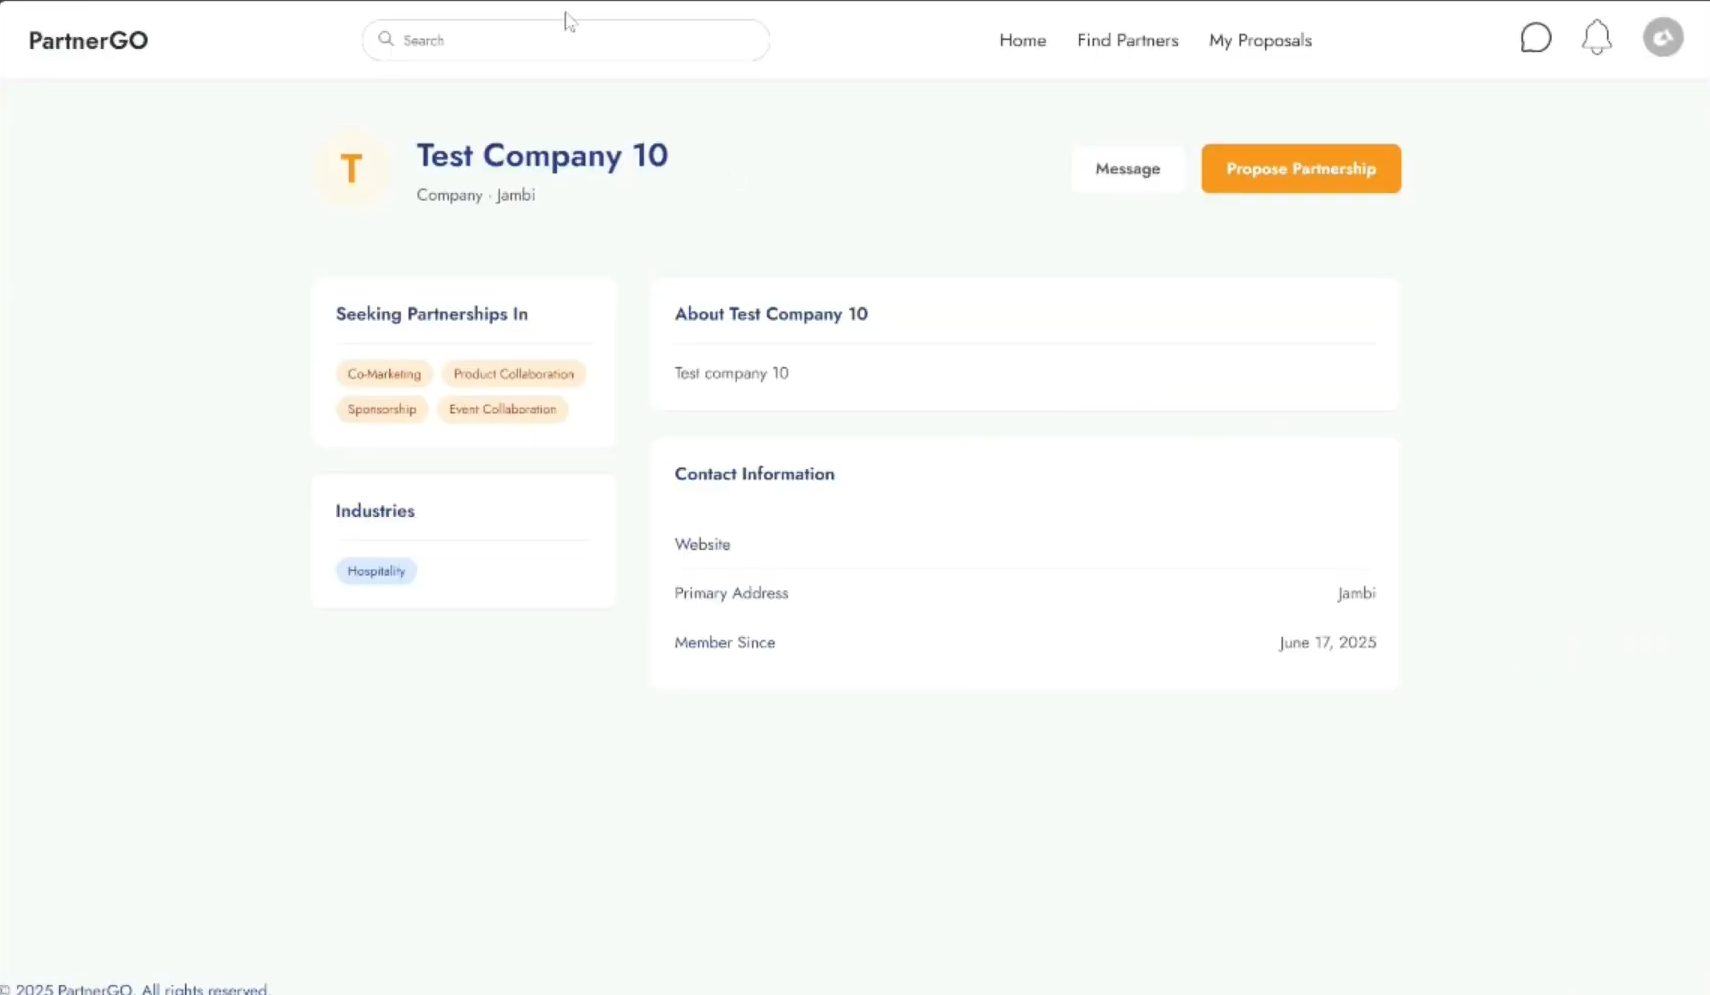 PartnerGO
Search
Home
Find Partners
My Proposals
T
Test Company 10
Company · Jambi
Message
Propose Partnership
Seeking Partnerships In
Co-Marketing
Product Collaboration
Sponsorship
Event Collaboration
Industries
Hospitality
About Test Company 10
Test company 10
Contact Information
Website
Primary Address
Jambi
Member Since
June 17, 2025
© 2025 PartnerGO. All rights reserved.